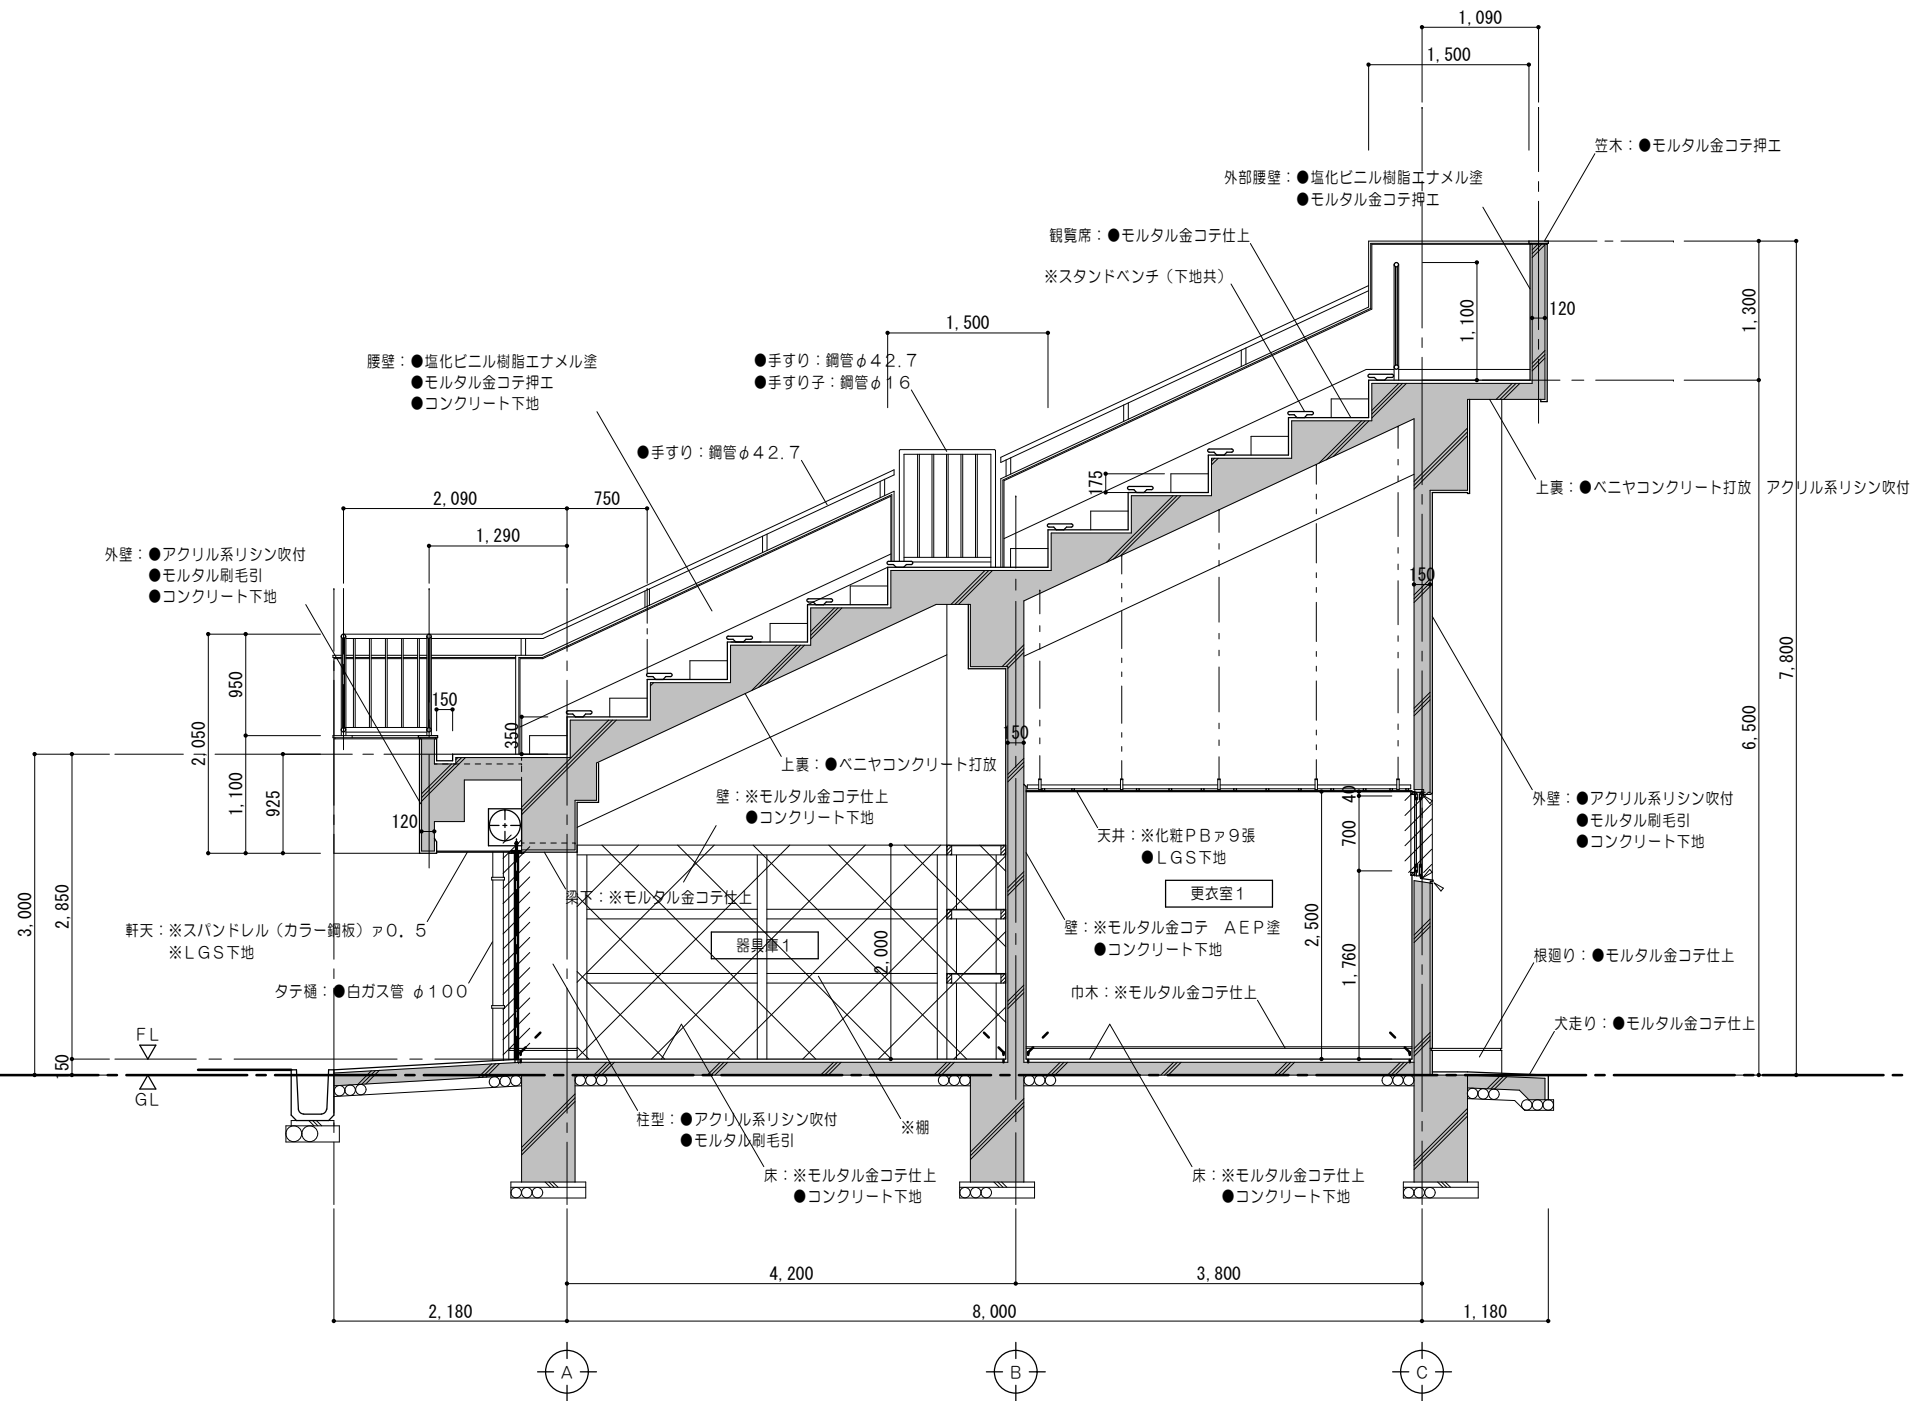 1,090
1,500
笠木：●モルタル金コテ押エ
外部腰壁：●塩化ビニル樹脂エナメル塗
●モルタル金コテ押エ
観覧席：●モルタル金コテ仕上
※スタンドベンチ（下地共）
1,100
120
1,300
1,500
腰壁：●塩化ビニル樹脂エナメル塗
●モルタル金コテ押エ
●コンクリート下地
●手すり：鋼管φ42.7
●手すり子：鋼管φ16
●手すり：鋼管φ42.7
175
上裏：●ベニヤコンクリート打放　アクリル系リシン吹付
2,090
750
1,290
外壁：●アクリル系リシン吹付
●モルタル刷毛引
●コンクリート下地
150
7,800
6,500
950
150
2,050
350
150
1,100
925
120
上裏：●ベニヤコンクリート打放
壁：※モルタル金コテ仕上
●コンクリート下地
40
700
天井：※化粧PBァ9張
●LGS下地
外壁：●アクリル系リシン吹付
●モルタル刷毛引
●コンクリート下地
更衣室1
3,000
2,850
梁下：※モルタル金コテ仕上
軒天：※スパンドレル（カラー鋼板）ァ0．5
※LGS下地
器具庫1
2,000
壁：※モルタル金コテ　AEP塗
●コンクリート下地
2,500
1,760
根廻り：●モルタル金コテ仕上
タテ樋：●白ガス管 φ100
巾木：※モルタル金コテ仕上
犬走り：●モルタル金コテ仕上
FL
150
GL
柱型：●アクリル系リシン吹付
●モルタル刷毛引
※棚
床：※モルタル金コテ仕上
●コンクリート下地
床：※モルタル金コテ仕上
●コンクリート下地
4,200
3,800
2,180
8,000
1,180
A
B
C